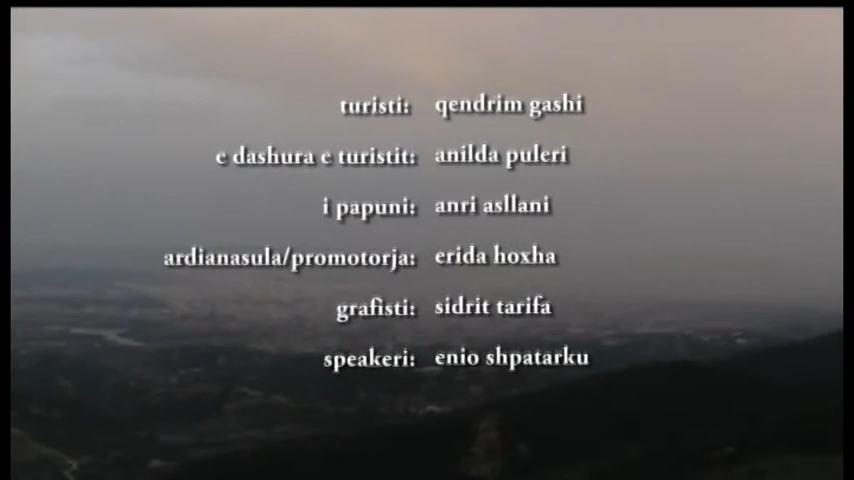 turisti: qendrim gashi
e dashura e turistit: anilda puleri
i papuni: anri asllani
ardianasula/promotorja: erida hoxha
grafisti: sidrit tarifa
speakeri: enio shpatarku